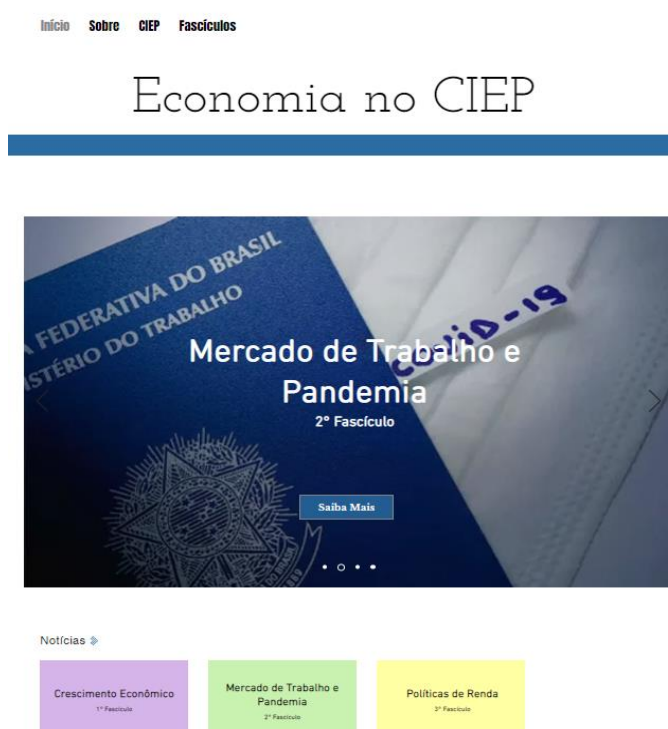 Início Sobre CIEP Fascículos
Economia no CIEP
FEDERATIVA DO BRASIL
MINISTÉRIO DO TRABALHO
covid-19
Mercado de Trabalho e
Pandemia
2º Fascículo
Saiba Mais
Notícias
Crescimento Econômico
1º Fascículo
Mercado de Trabalho e
Pandemia
2º Fascículo
Políticas de Renda
3º Fascículo